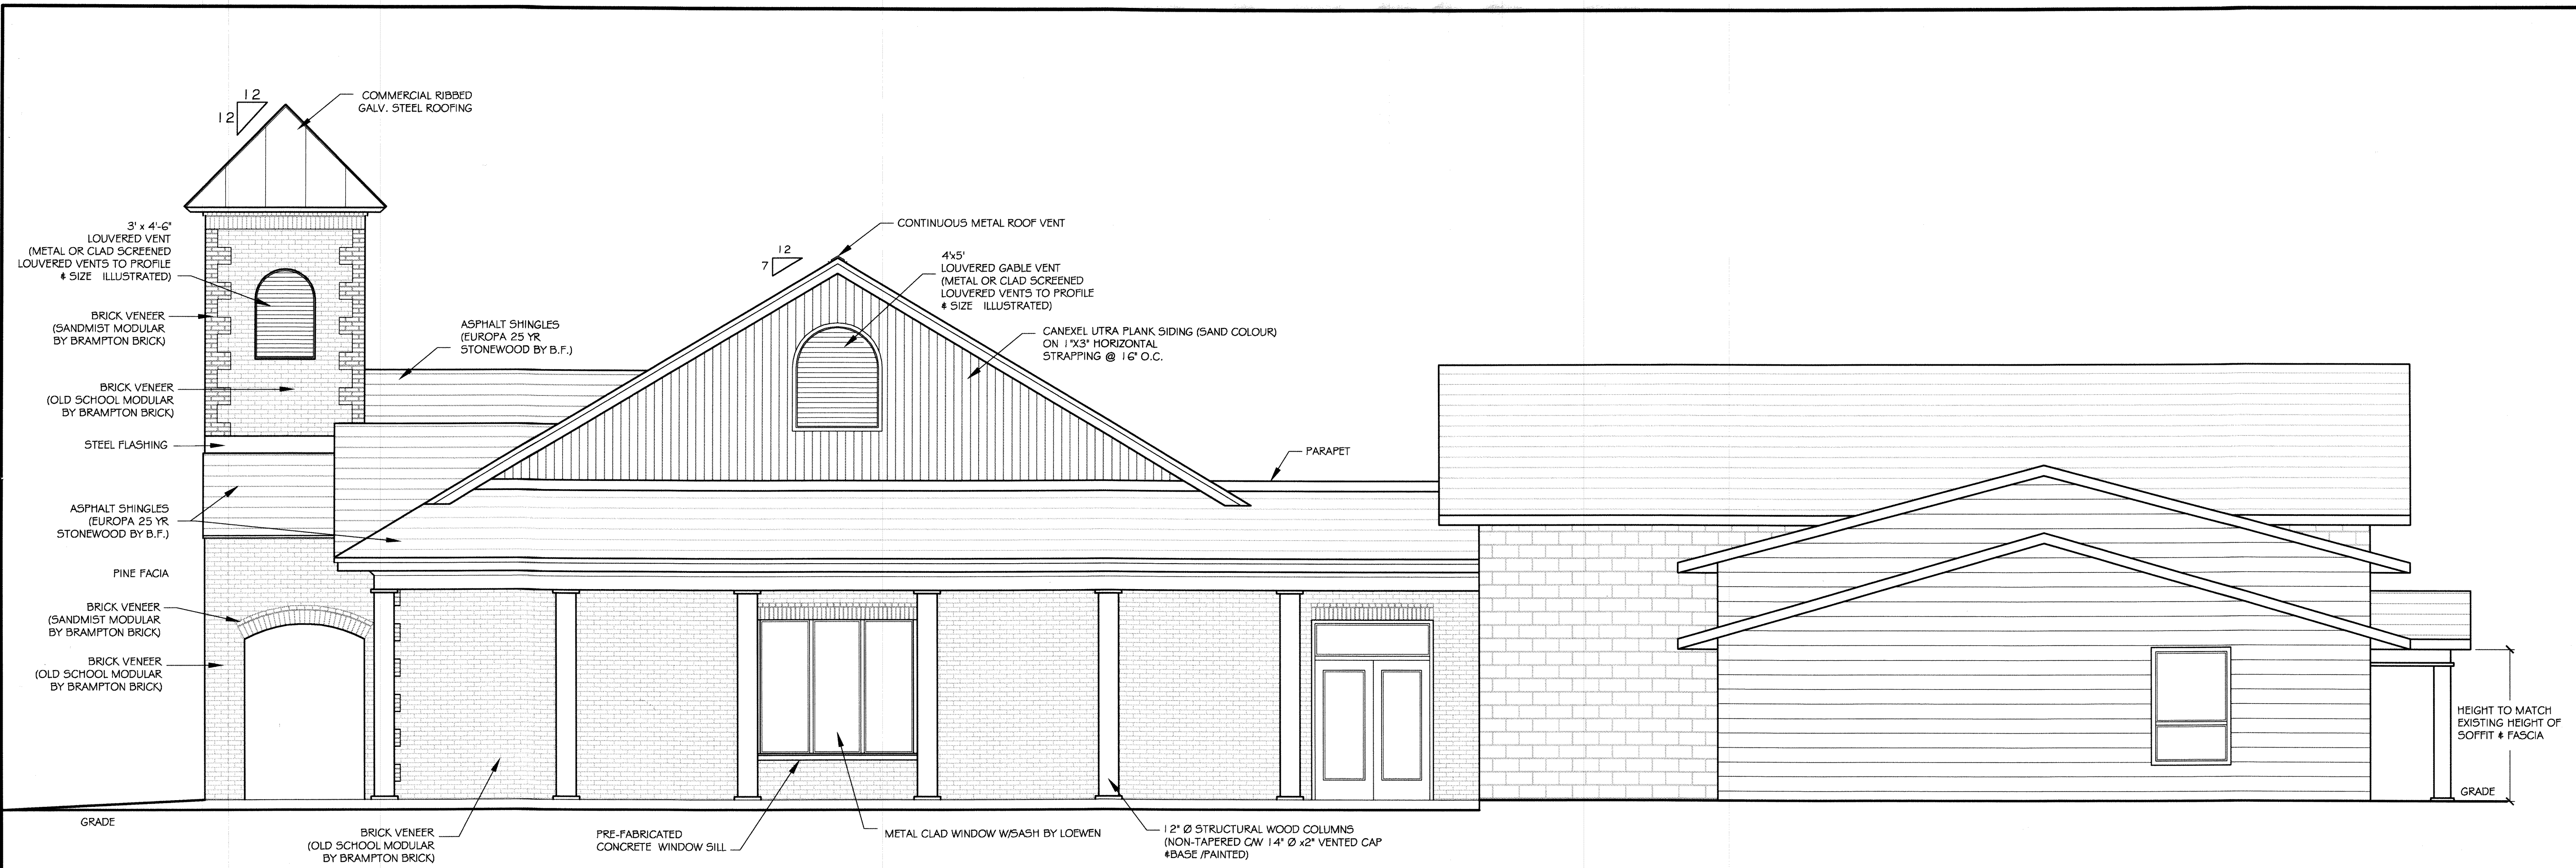 12
12
COMMERCIAL RIBBED
GALV. STEEL ROOFING
3' x 4'-6"
LOUVERED VENT
(METAL OR CLAD SCREENED
LOUVERED VENTS TO PROFILE
& SIZE ILLUSTRATED)
BRICK VENEER
(SANDMIST MODULAR
BY BRAMPTON BRICK)
BRICK VENEER
(OLD SCHOOL MODULAR
BY BRAMPTON BRICK)
STEEL FLASHING
ASPHALT SHINGLES
(EUROPA 25 YR
STONEWOOD BY B.F.)
PINE FACIA
BRICK VENEER
(SANDMIST MODULAR
BY BRAMPTON BRICK)
BRICK VENEER
(OLD SCHOOL MODULAR
BY BRAMPTON BRICK)
GRADE
ASPHALT SHINGLES
(EUROPA 25 YR
STONEWOOD BY B.F.)
12
7
CONTINUOUS METAL ROOF VENT
4'x5'
LOUVERED GABLE VENT
(METAL OR CLAD SCREENED
LOUVERED VENTS TO PROFILE
& SIZE ILLUSTRATED)
CANEXEL UTRA PLANK SIDING (SAND COLOUR)
ON 1"X3" HORIZONTAL
STRAPPING @ 16" O.C.
PARAPET
BRICK VENEER
(OLD SCHOOL MODULAR
BY BRAMPTON BRICK)
PRE-FABRICATED
CONCRETE WINDOW SILL
METAL CLAD WINDOW W/SASH BY LOEWEN
12" Ø STRUCTURAL WOOD COLUMNS
(NON-TAPERED C/W 14" Ø x2" VENTED CAP
&BASE /PAINTED)
HEIGHT TO MATCH
EXISTING HEIGHT OF
SOFFIT & FASCIA
GRADE